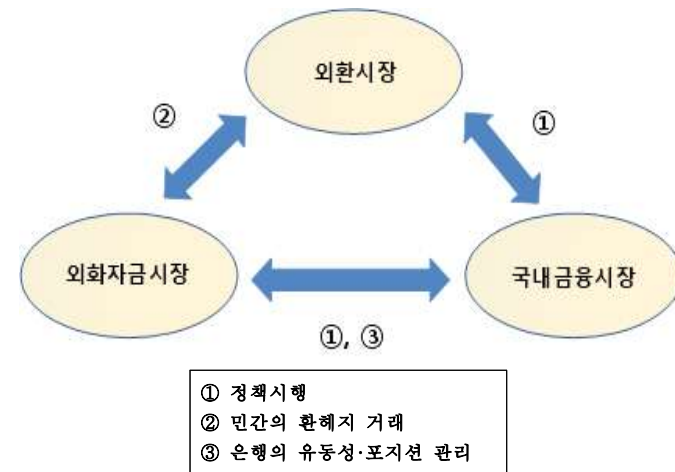 외환시장
②
①
외화자금시장
국내금융시장
①, ③
① 정책시행
② 민간의 환헤지 거래
③ 은행의 유동성·포지션 관리